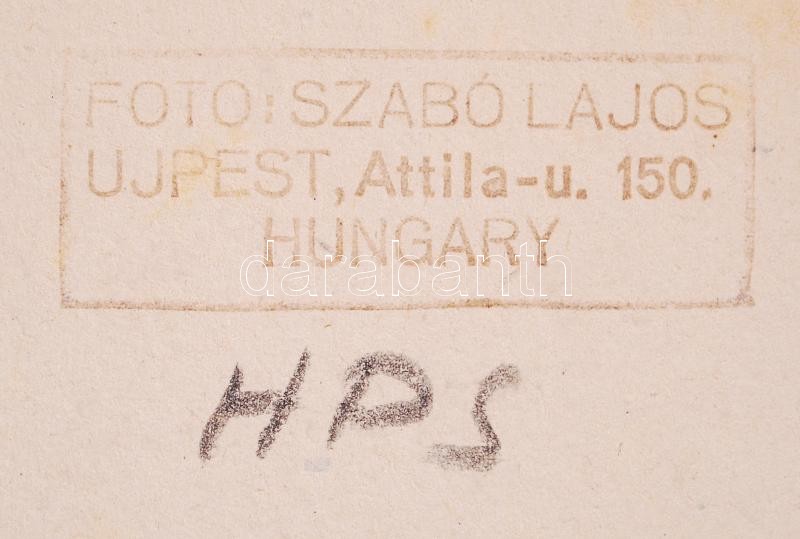 FOTO: SZABÓ LAJOS
UJPEST, Attila-u. 150.
HUNGARY
darabanth
HPS